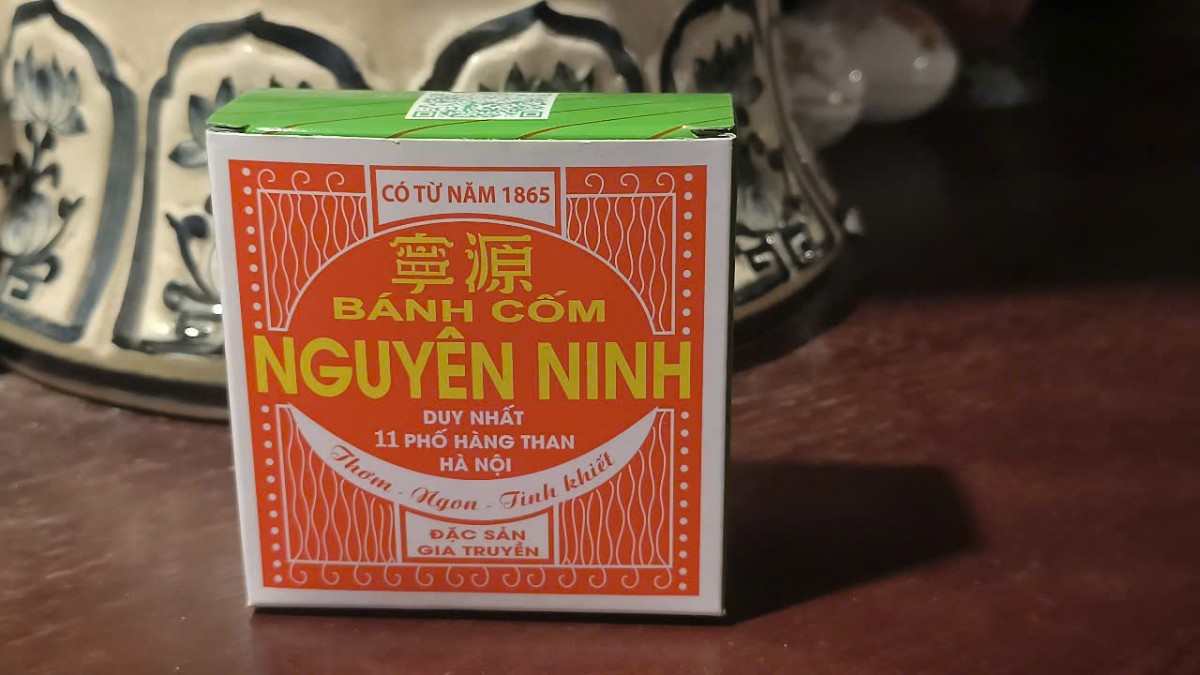 CÓ TỪ NĂM 1865
寧源
BÁNH CỐM
NGUYÊN NINH
DUY NHẤT
11 PHỐ HÀNG THAN
HÀ NỘI
Thơm - Ngon - Tinh khiết
ĐẶC SẢN
GIA TRUYỀN